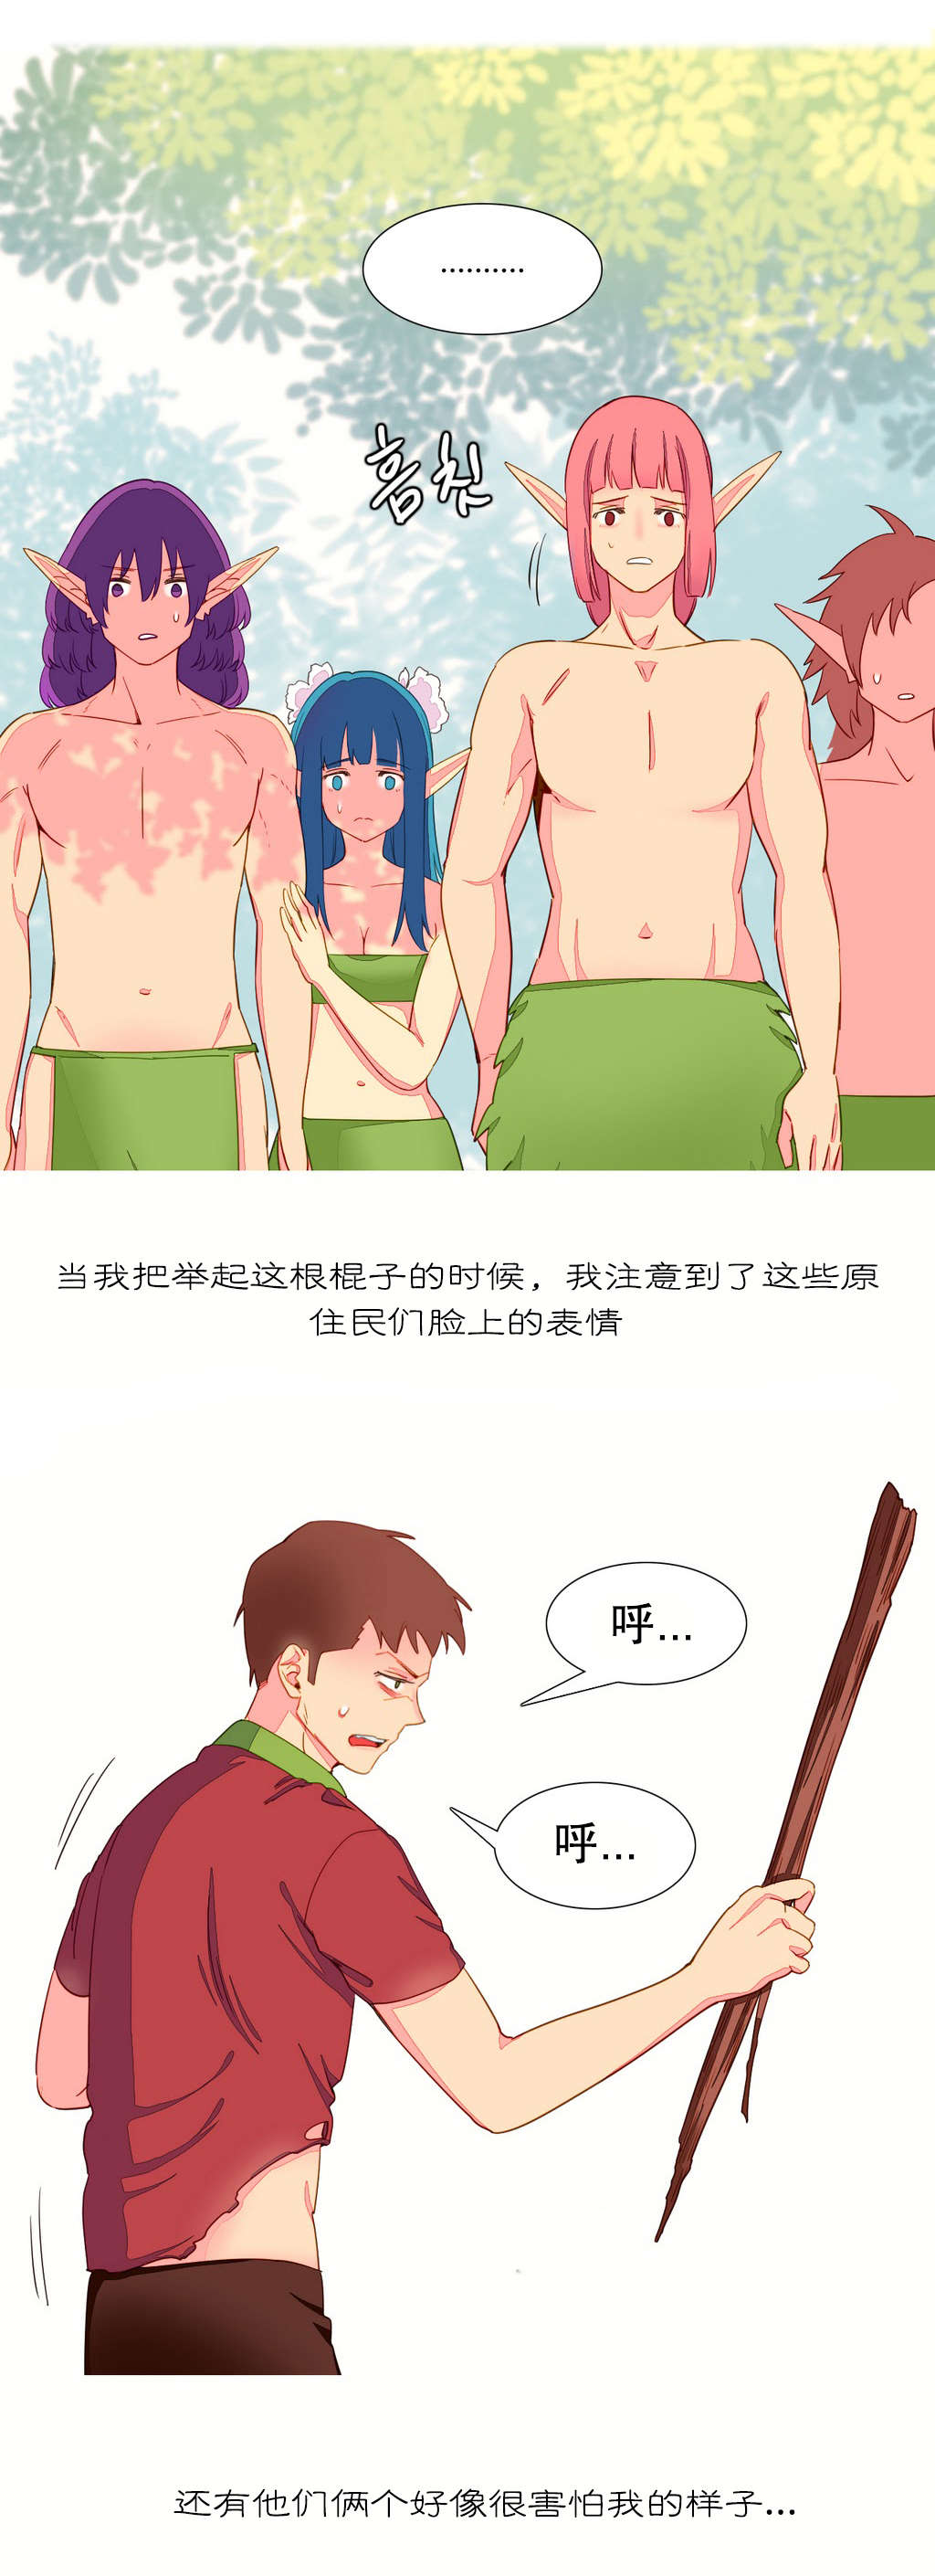 ..........
흠칫
当我把举起这根棍子的时候，我注意到了这些原
住民们脸上的表情
呼...
呼...
还有他们俩个好像很害怕我的样子...